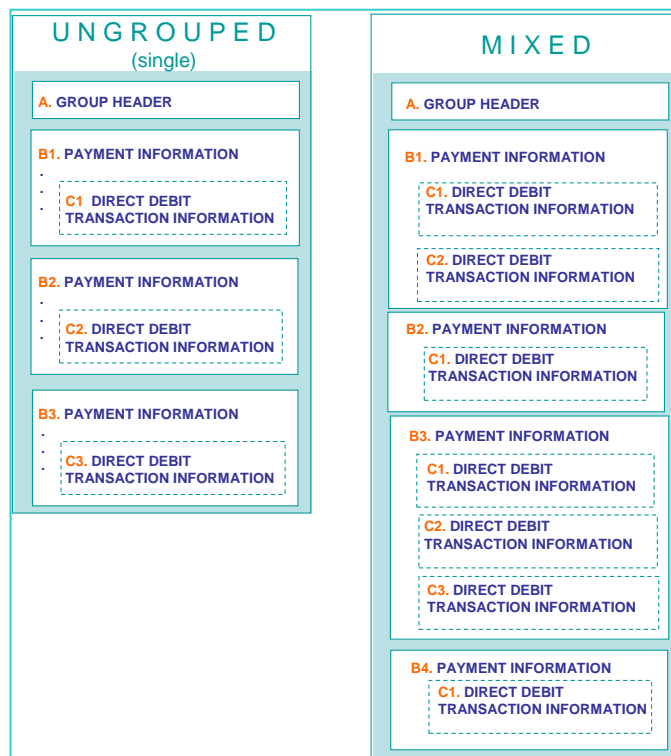 UNGROUPED
(single)
A. GROUP HEADER
B1. PAYMENT INFORMATION
.
.
.
C1 DIRECT DEBIT
TRANSACTION INFORMATION
B2. PAYMENT INFORMATION
.
.
.
C2. DIRECT DEBIT
TRANSACTION INFORMATION
B3. PAYMENT INFORMATION
.
.
.
C3. DIRECT DEBIT
TRANSACTION INFORMATION
MIXED
A. GROUP HEADER
B1. PAYMENT INFORMATION
C1. DIRECT DEBIT
TRANSACTION INFORMATION
C2. DIRECT DEBIT
TRANSACTION INFORMATION
B2. PAYMENT INFORMATION
C1. DIRECT DEBIT
TRANSACTION INFORMATION
B3. PAYMENT INFORMATION
C1. DIRECT DEBIT
TRANSACTION INFORMATION
C2. DIRECT DEBIT
TRANSACTION INFORMATION
C3. DIRECT DEBIT
TRANSACTION INFORMATION
B4. PAYMENT INFORMATION
C1. DIRECT DEBIT
TRANSACTION INFORMATION